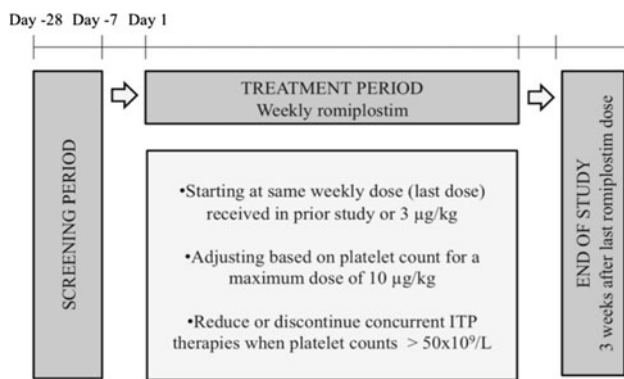 Day -28 Day -7 Day 1
SCREENING PERIOD
TREATMENT PERIOD
Weekly romiplostim
•Starting at same weekly dose (last dose)
received in prior study or 3 µg/kg
•Adjusting based on platelet count for a
maximum dose of 10 µg/kg
•Reduce or discontinue concurrent ITP
therapies when platelet counts > 50x10⁹/L
END OF STUDY
3 weeks after last romiplostim dose